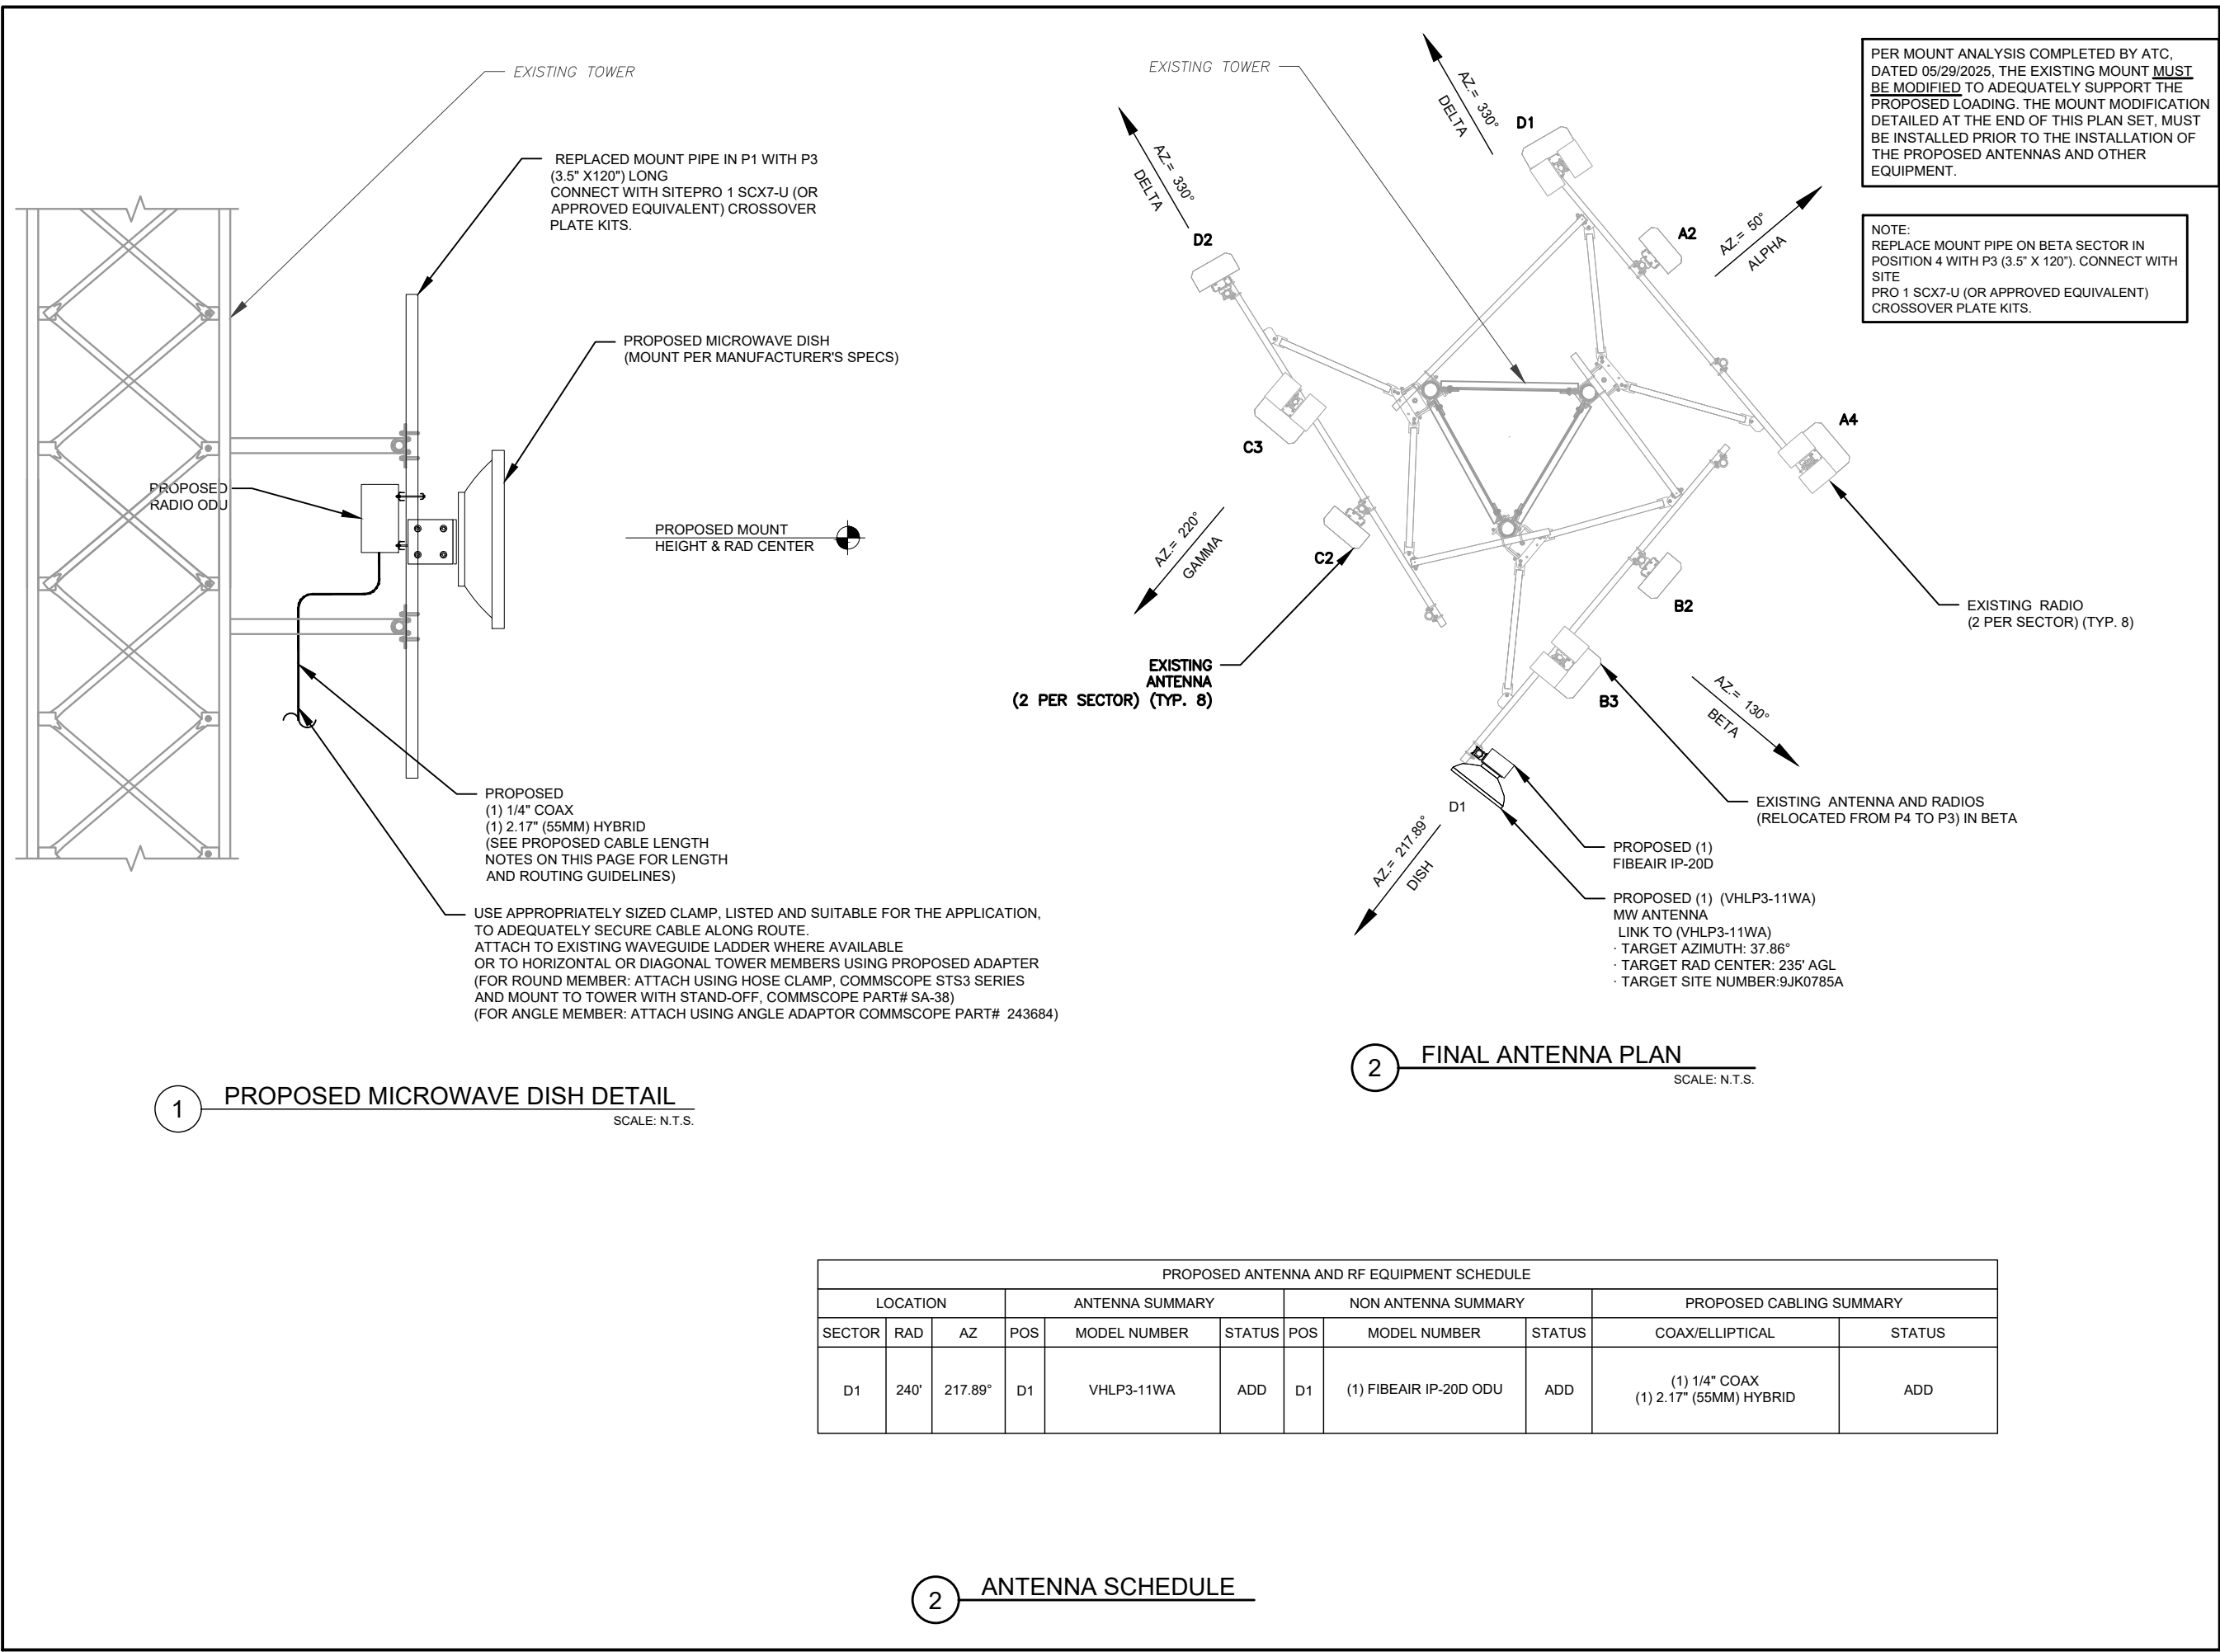 EXISTING TOWER
REPLACED MOUNT PIPE IN P1 WITH P3
(3.5" X120") LONG
CONNECT WITH SITEPRO 1 SCX7-U (OR
APPROVED EQUIVALENT) CROSSOVER
PLATE KITS.
PROPOSED MICROWAVE DISH
(MOUNT PER MANUFACTURER'S SPECS)
PROPOSED
RADIO ODU
PROPOSED MOUNT
HEIGHT & RAD CENTER
PROPOSED
(1) 1/4" COAX
(1) 2.17" (55MM) HYBRID
(SEE PROPOSED CABLE LENGTH
NOTES ON THIS PAGE FOR LENGTH
AND ROUTING GUIDELINES)
USE APPROPRIATELY SIZED CLAMP, LISTED AND SUITABLE FOR THE APPLICATION,
TO ADEQUATELY SECURE CABLE ALONG ROUTE.
ATTACH TO EXISTING WAVEGUIDE LADDER WHERE AVAILABLE
OR TO HORIZONTAL OR DIAGONAL TOWER MEMBERS USING PROPOSED ADAPTER
(FOR ROUND MEMBER: ATTACH USING HOSE CLAMP, COMMSCOPE STS3 SERIES
AND MOUNT TO TOWER WITH STAND-OFF, COMMSCOPE PART# SA-38)
(FOR ANGLE MEMBER: ATTACH USING ANGLE ADAPTOR COMMSCOPE PART# 243684)
1
PROPOSED MICROWAVE DISH DETAIL
SCALE: N.T.S.
EXISTING TOWER
AZ.= 330°
DELTA
D1
AZ.= 330°
DELTA
D2
A2
AZ.= 50°
ALPHA
A4
C3
AZ.= 220°
GAMMA
C2
B2
EXISTING RADIO
(2 PER SECTOR) (TYP. 8)
EXISTING
ANTENNA
(2 PER SECTOR) (TYP. 8)
B3
AZ.= 130°
BETA
EXISTING ANTENNA AND RADIOS
(RELOCATED FROM P4 TO P3) IN BETA
D1
AZ.= 217.89°
DISH
PROPOSED (1)
FIBEAIR IP-20D
PROPOSED (1) (VHLP3-11WA)
MW ANTENNA
LINK TO (VHLP3-11WA)
· TARGET AZIMUTH: 37.86°
· TARGET RAD CENTER: 235' AGL
· TARGET SITE NUMBER:9JK0785A
2
FINAL ANTENNA PLAN
SCALE: N.T.S.
PER MOUNT ANALYSIS COMPLETED BY ATC,
DATED 05/29/2025, THE EXISTING MOUNT MUST
BE MODIFIED TO ADEQUATELY SUPPORT THE
PROPOSED LOADING. THE MOUNT MODIFICATION
DETAILED AT THE END OF THIS PLAN SET, MUST
BE INSTALLED PRIOR TO THE INSTALLATION OF
THE PROPOSED ANTENNAS AND OTHER
EQUIPMENT.
NOTE:
REPLACE MOUNT PIPE ON BETA SECTOR IN
POSITION 4 WITH P3 (3.5" X 120"). CONNECT WITH
SITE
PRO 1 SCX7-U (OR APPROVED EQUIVALENT)
CROSSOVER PLATE KITS.
PROPOSED ANTENNA AND RF EQUIPMENT SCHEDULE
LOCATION ANTENNA SUMMARY NON ANTENNA SUMMARY PROPOSED CABLING SUMMARY
SECTOR RAD AZ POS MODEL NUMBER STATUS POS MODEL NUMBER STATUS COAX/ELLIPTICAL STATUS
D1 240' 217.89° D1 VHLP3-11WA ADD D1 (1) FIBEAIR IP-20D ODU ADD (1) 1/4" COAX ADD
(1) 2.17" (55MM) HYBRID
2
ANTENNA SCHEDULE